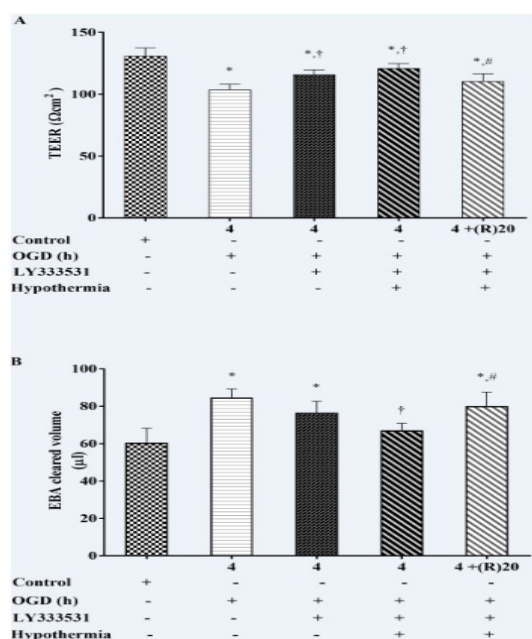 A
150
* *,† *,† *,#
100
TEER (Ωcm²)
50
0
4 4 4 4 +(R)20
Control + - - - -
OGD (h) - + + + +
LY333531 - - + + +
Hypothermia - - - + +
B
100
* * † *,#
80
60
EBA cleared volume
(µl)
40
20
0
4 4 4 4 +(R)20
Control + - - - -
OGD (h) - + + + +
LY333531 - - + + +
Hypothermia - - - + +